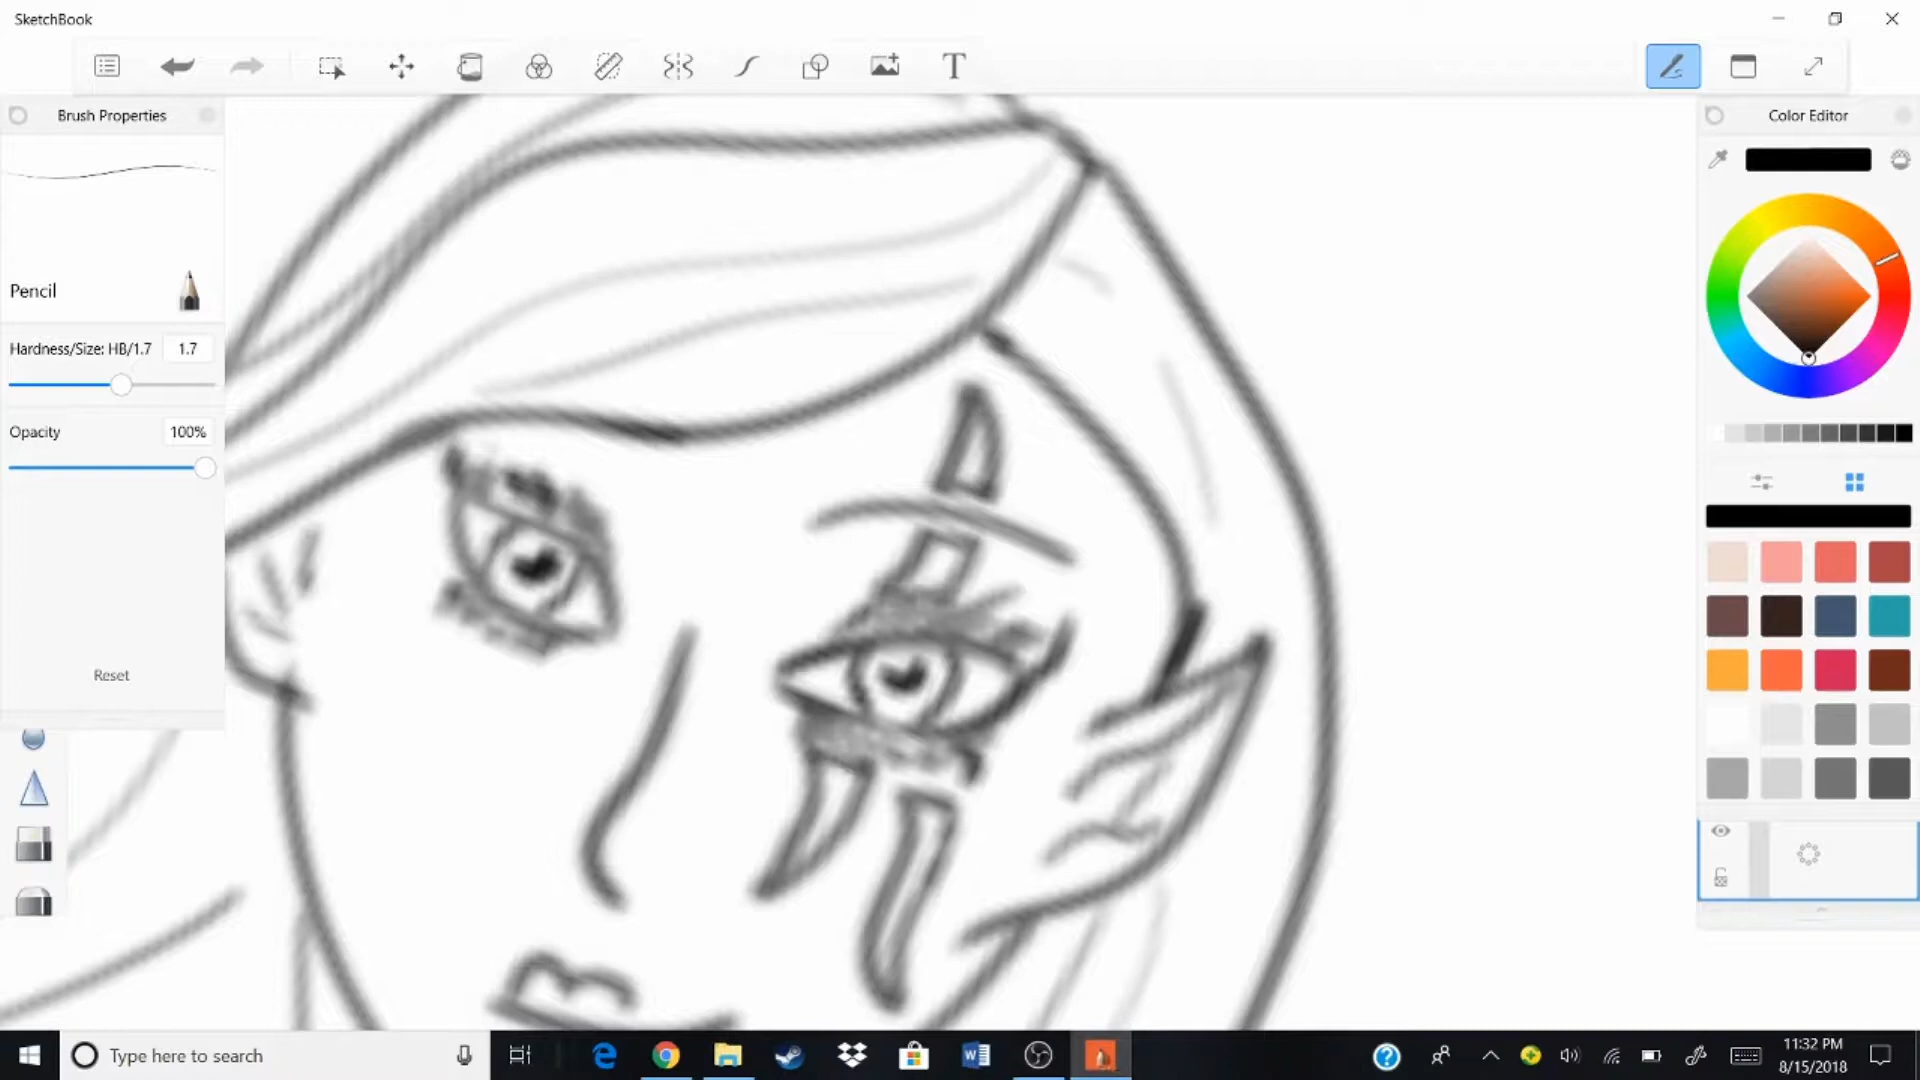 SketchBook
T
Brush Properties
Color Editor
Pencil
Hardness/Size: HB/1.7 1.7
Opacity 100%
Reset
Type here to search
11:32 PM
8/15/2018